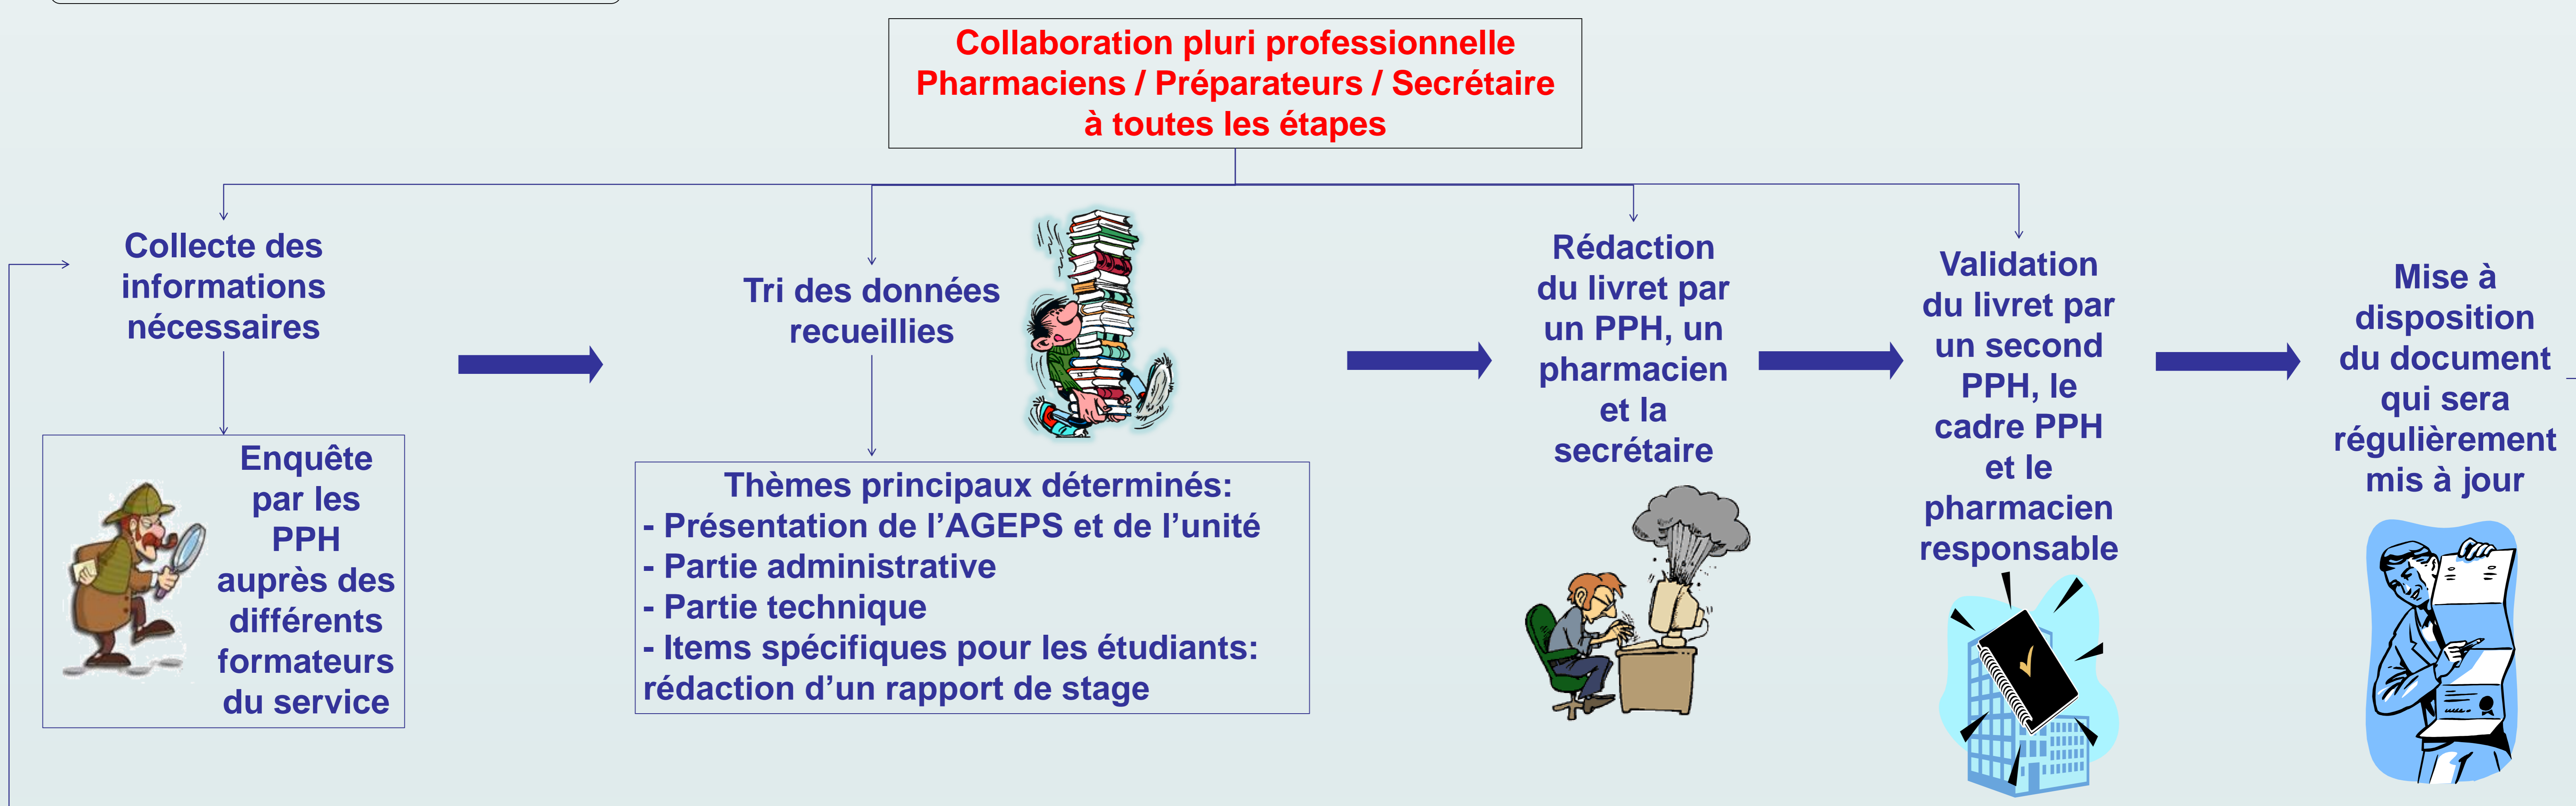 Collaboration pluri professionnelle
Pharmaciens / Préparateurs / Secrétaire
à toutes les étapes
Collecte des
informations
nécessaires
Enquête
par les
PPH
auprès des
différents
formateurs
du service
Tri des données
recueillies
Thèmes principaux déterminés:
- Présentation de l’AGEPS et de l’unité
- Partie administrative
- Partie technique
- Items spécifiques pour les étudiants:
rédaction d’un rapport de stage
Rédaction
du livret par
un PPH, un
pharmacien
et la
secrétaire
Validation
du livret par
un second
PPH, le
cadre PPH
et le
pharmacien
responsable
Mise à
disposition
du document
qui sera
régulièrement
mis à jour